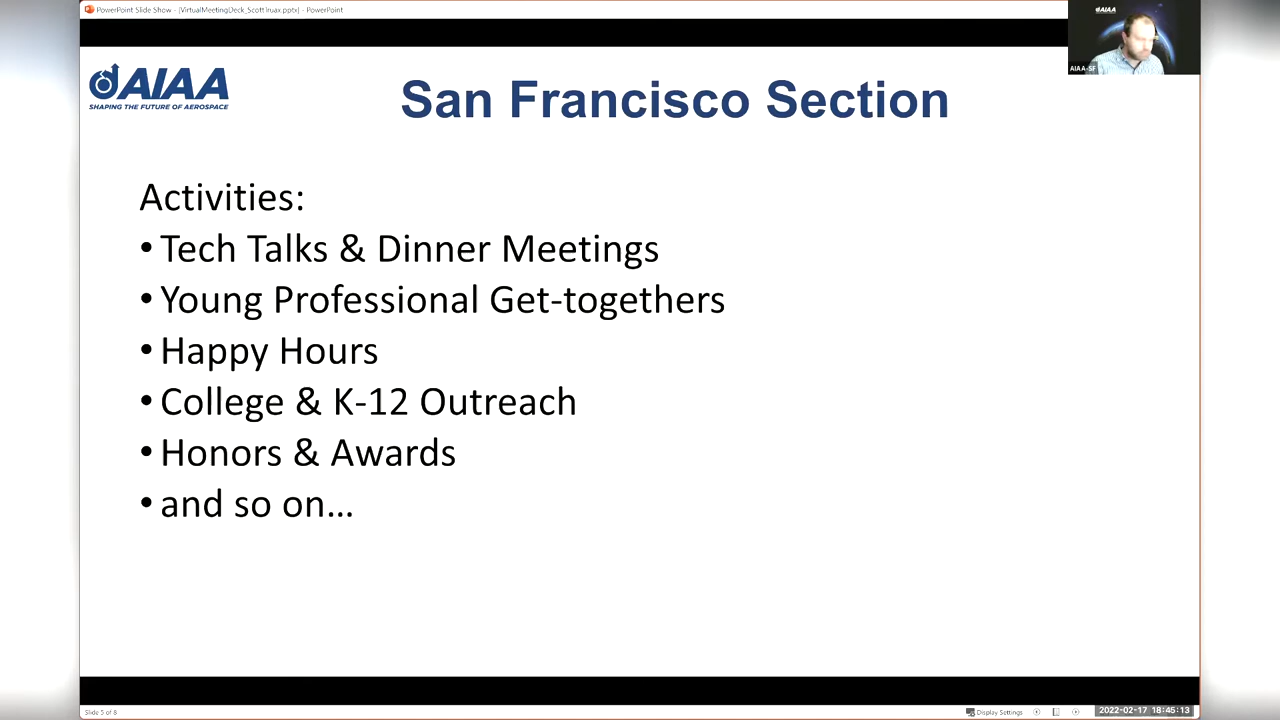 PowerPoint Slide Show - [VirtualMeetingDeck_ScottTruax.pptx] - PowerPoint
AIAA
AIAA-SF
AIAA
SHAPING THE FUTURE OF AEROSPACE
San Francisco Section
Activities:
• Tech Talks & Dinner Meetings
• Young Professional Get-togethers
• Happy Hours
• College & K-12 Outreach
• Honors & Awards
• and so on…
Slide 5 of 8
Display Settings
2022-02-17 18:45:13